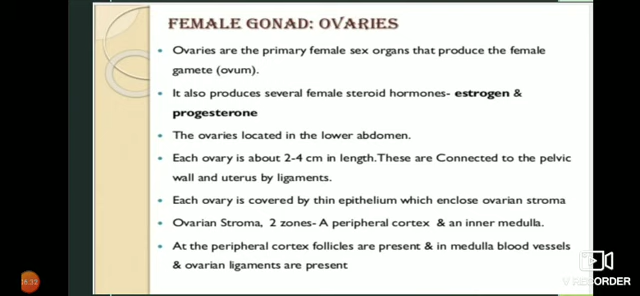 FEMALE GONAD: OVARIES
Ovaries are the primary female sex organs that produce the female
gamete (ovum).
It also produces several female steroid hormones- estrogen &
progesterone
The ovaries located in the lower abdomen.
Each ovary is about 2-4 cm in length. These are Connected to the pelvic
wall and uterus by ligaments.
Each ovary is covered by thin epithelium which enclose ovarian stroma
Ovarian Stroma, 2 zones- A peripheral cortex & an inner medulla.
At the peripheral cortex follicles are present & in medulla blood vessels
& ovarian ligaments are present
16:32
V RECORDER